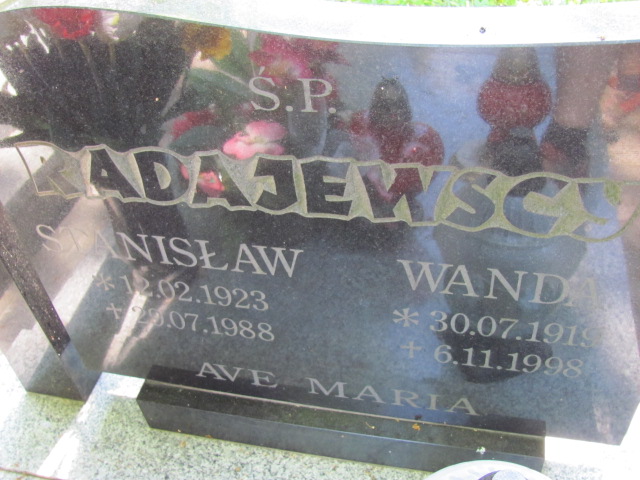 S.P.
RADAJEWSCY
STANISŁAW
* 12.02.1923
+ 29.07.1988
WANDA
* 30.07.1919
+ 6.11.1998
AVE MARIA